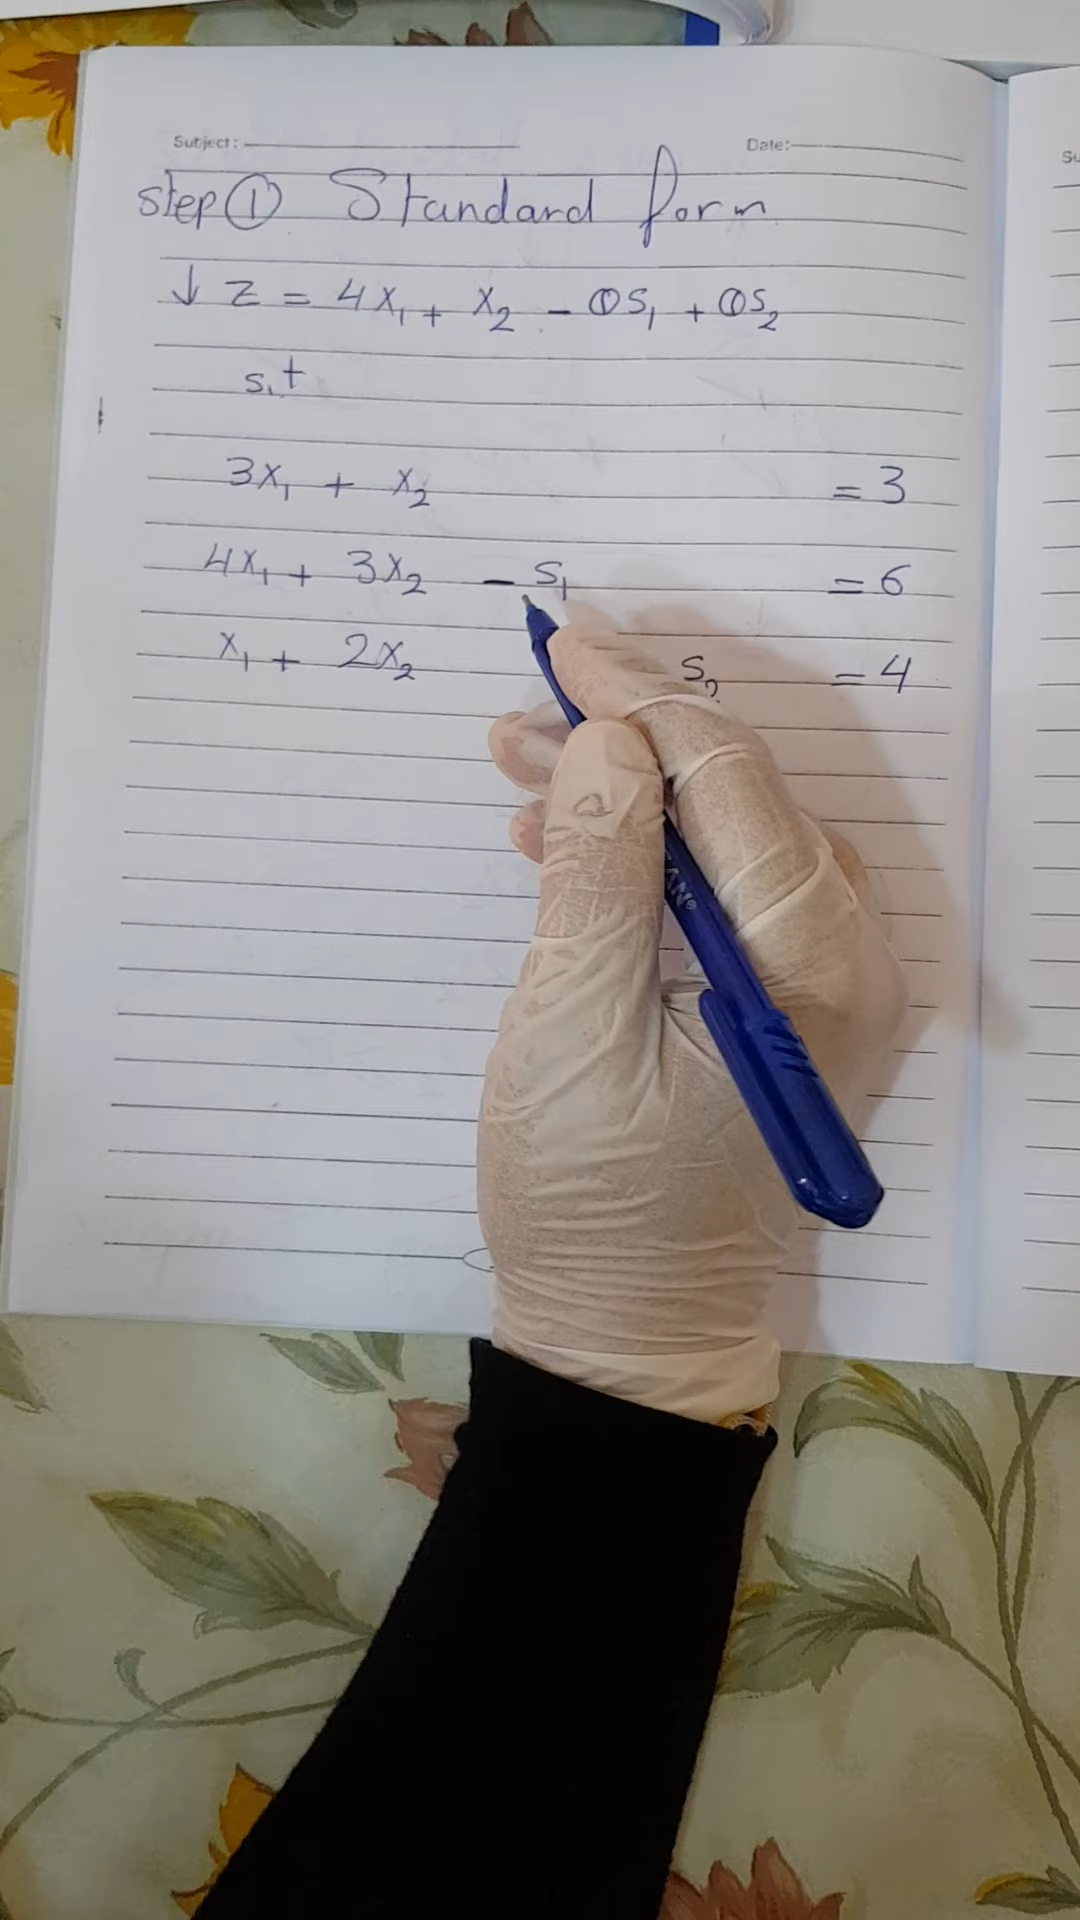 Subject: Date:
step ① Standard form
↓ Z = 4x₁ + x₂ - 0S₁ + 0S₂
s.t
3x₁ + x₂ = 3
4x₁ + 3x₂ - S₁ = 6
x₁ + 2x₂ S₂ = 4